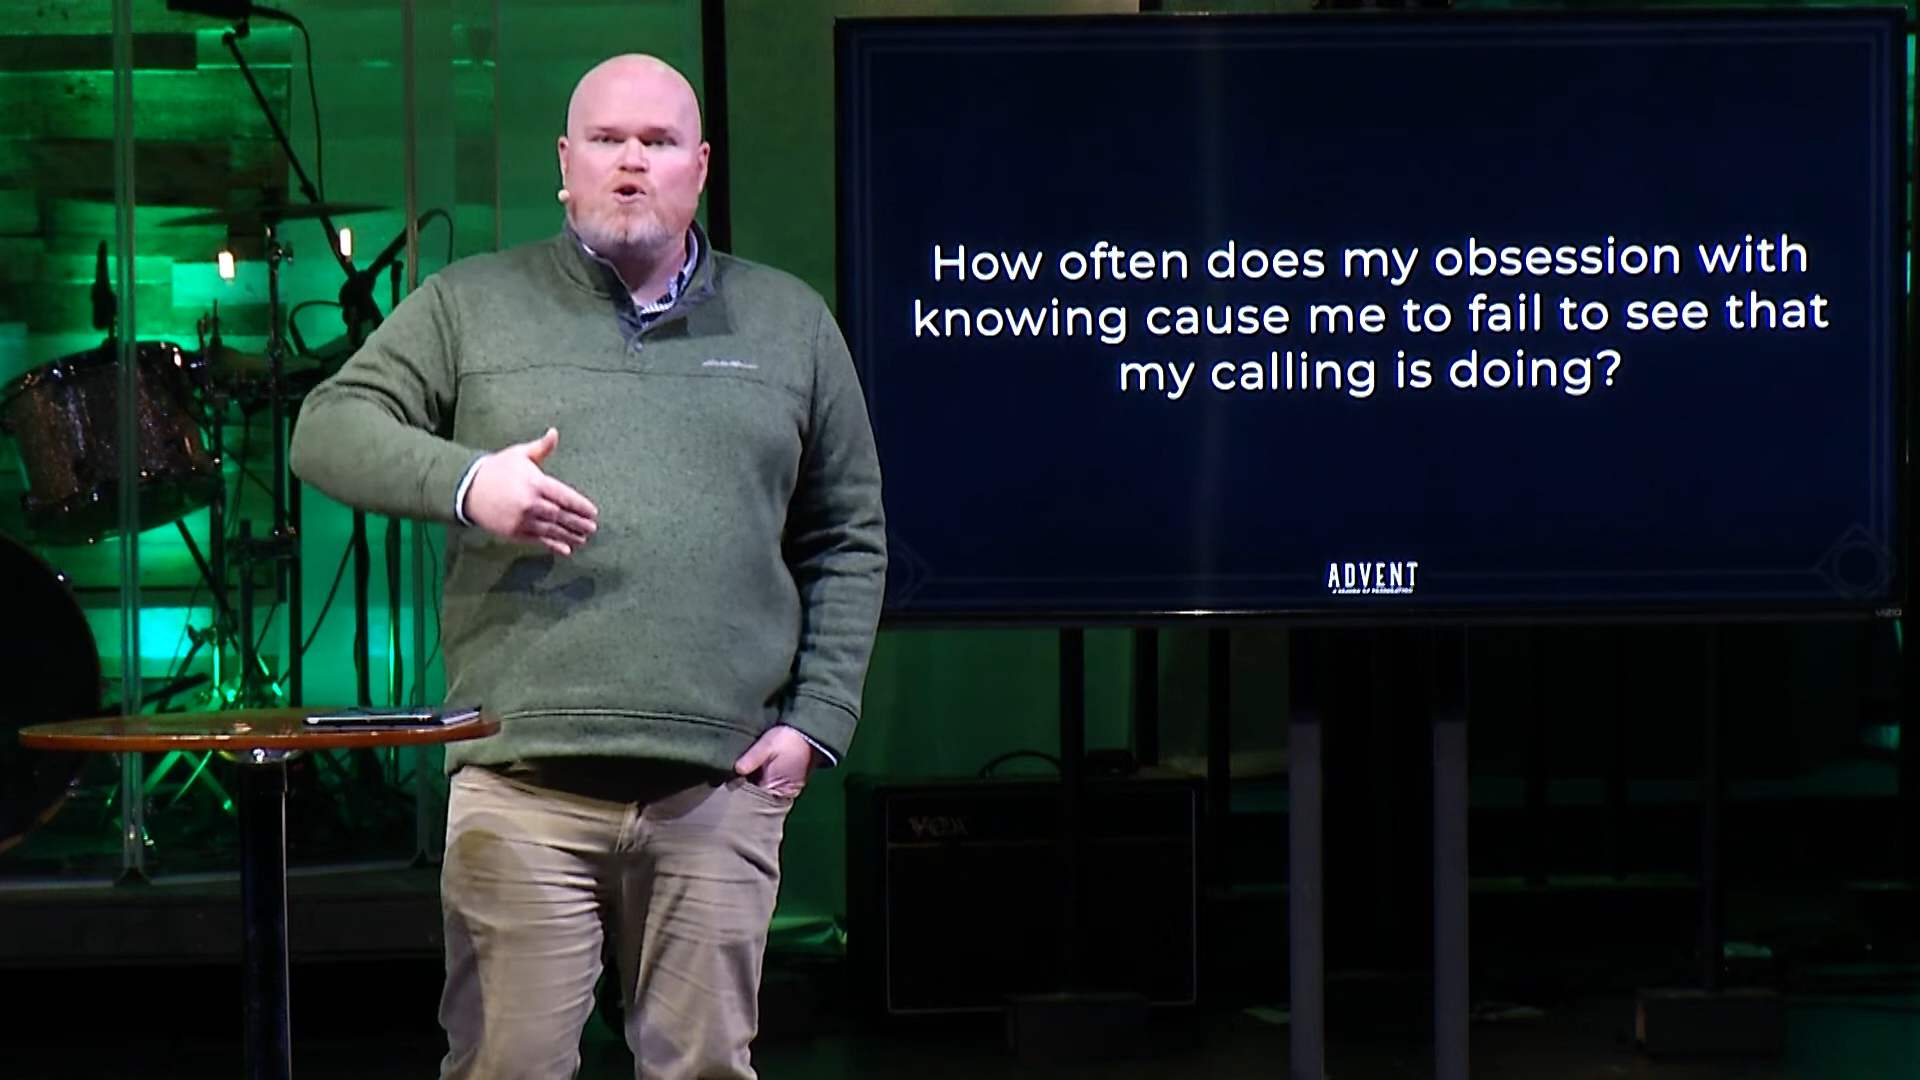 How often does my obsession with
knowing cause me to fail to see that
my calling is doing?
ADVENT
VIZIO
VOX